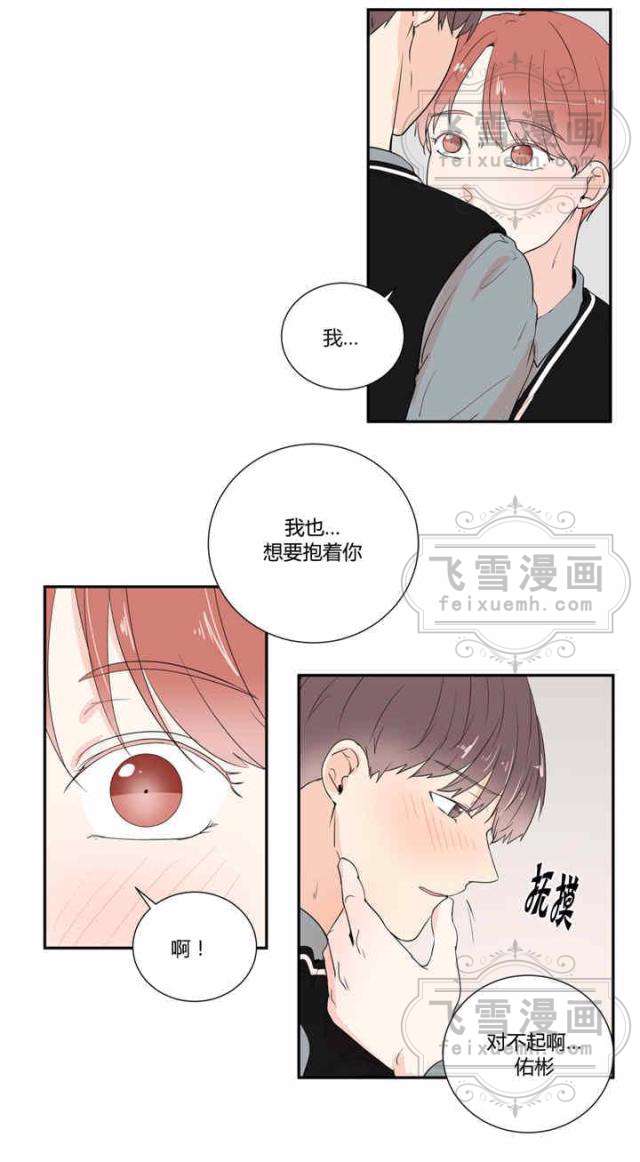 飞雪漫画
feixuemh.com
我...
我也...
想要抱着你
飞雪漫画
feixuemh.com
啊！
抚摸
飞雪漫画
feixuemh.com
对不起啊...
佑彬